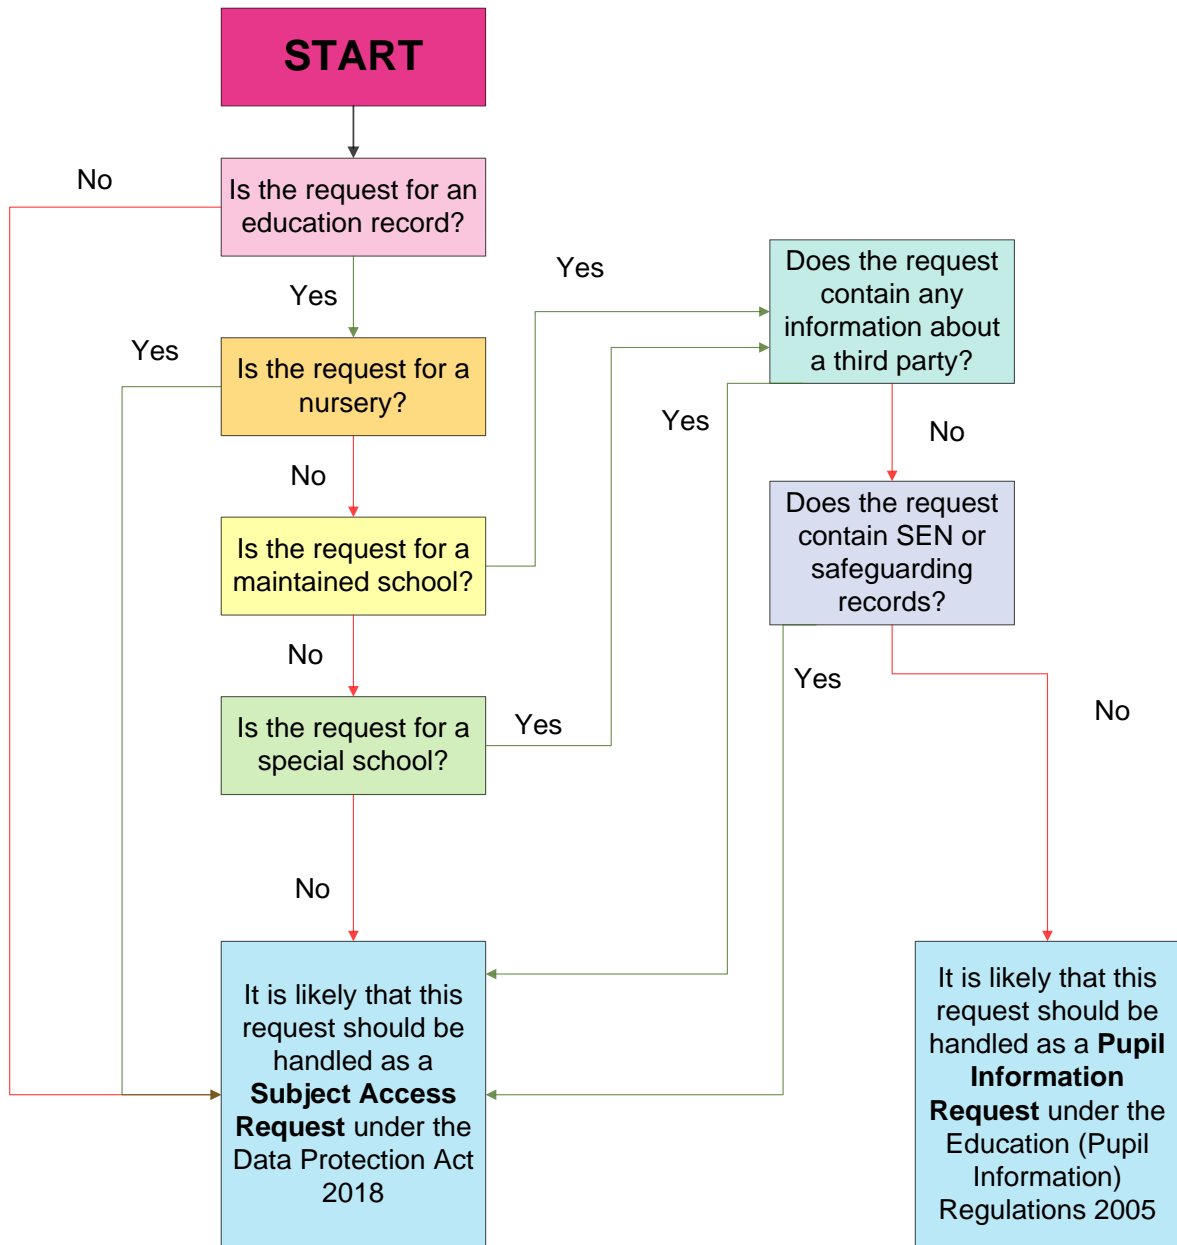 START
No
Is the request for an
education record?
Yes
Does the request
contain any
information about
a third party?
Yes
Yes
Is the request for a
nursery?
Yes
No
No
Does the request
contain SEN or
safeguarding
records?
Is the request for a
maintained school?
No
Yes
No
Is the request for a
special school?
Yes
No
It is likely that this
request should be
handled as a
Subject Access
Request under the
Data Protection Act
2018
It is likely that this
request should be
handled as a Pupil
Information
Request under the
Education (Pupil
Information)
Regulations 2005